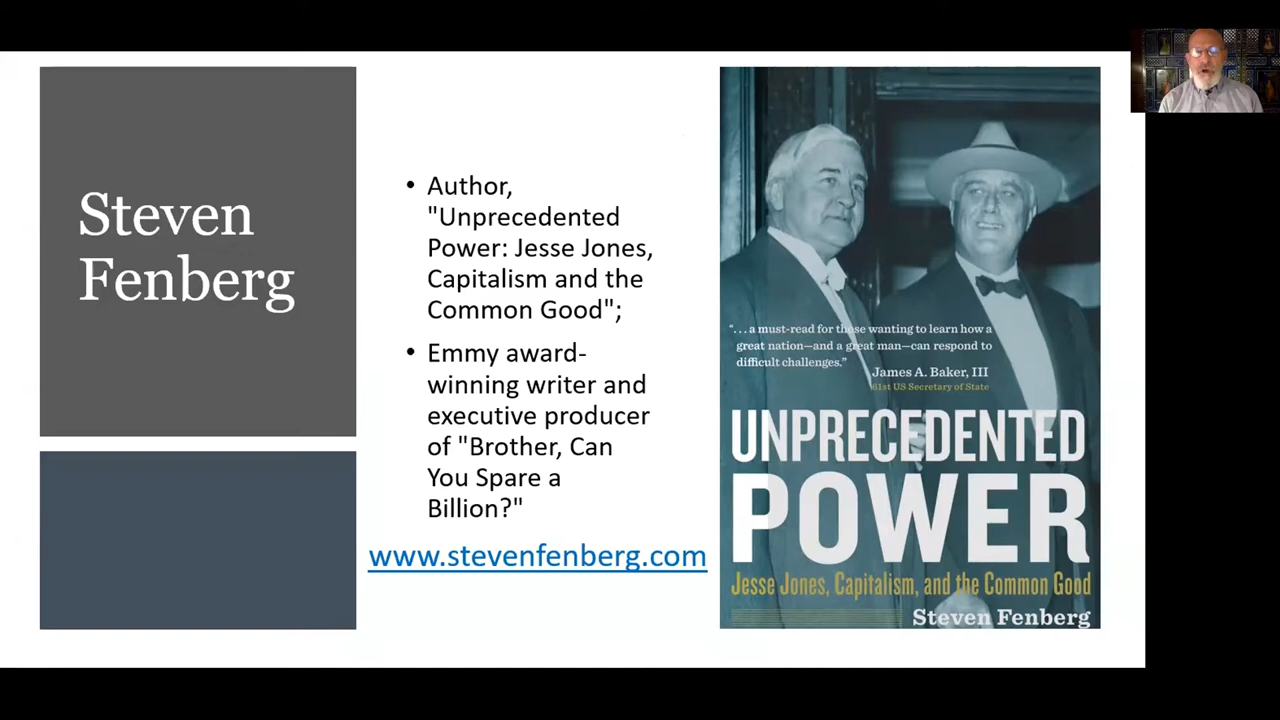 Steven
Fenberg
• Author,
"Unprecedented
Power: Jesse Jones,
Capitalism and the
Common Good";
• Emmy award-
winning writer and
executive producer
of "Brother, Can
You Spare a
Billion?"
www.stevenfenberg.com
“. . . a must-read for those wanting to learn how a
great nation—and a great man—can respond to
difficult challenges.”
James A. Baker, III
61st US Secretary of State
UNPRECEDENTED
POWER
Jesse Jones, Capitalism, and the Common Good
Steven Fenberg